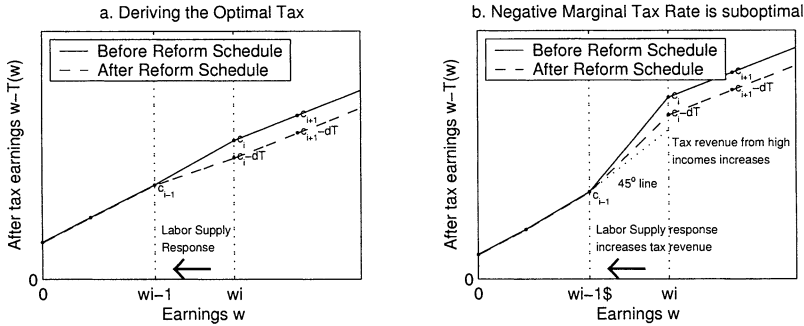 a. Deriving the Optimal Tax
Before Reform Schedule
After Reform Schedule
After tax earnings w−T(w)
c i+1
c i
c i+1 −dT
c i −dT
c i−1
Labor Supply
Response
0
0
wi−1
wi
Earnings w
b. Negative Marginal Tax Rate is suboptimal
Before Reform Schedule
After Reform Schedule
After tax earnings w−T(w)
c i+1
c i
c i+1 −dT
c i −dT
Tax revenue from high
incomes increases
45° line
c i−1
Labor Supply response
increases tax revenue
0
0
wi−1$
wi
Earnings w